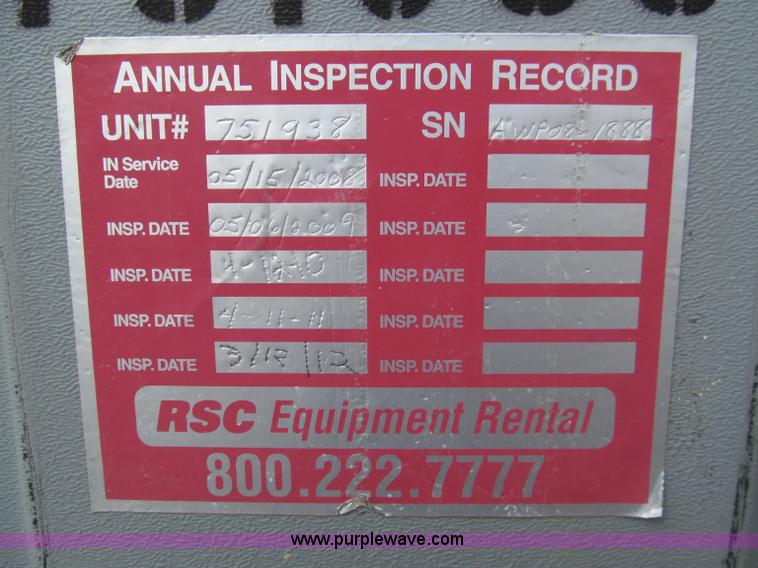 ANNUAL INSPECTION RECORD
UNIT# 751938 SN AWP08-1888
IN Service Date 05/15/2008 INSP. DATE
INSP. DATE 05/06/2009 INSP. DATE
INSP. DATE 4-12-10 INSP. DATE
INSP. DATE 4-11-11 INSP. DATE
INSP. DATE INSP. DATE
RSC Equipment Rental
800.222.7777
www.purplewave.com